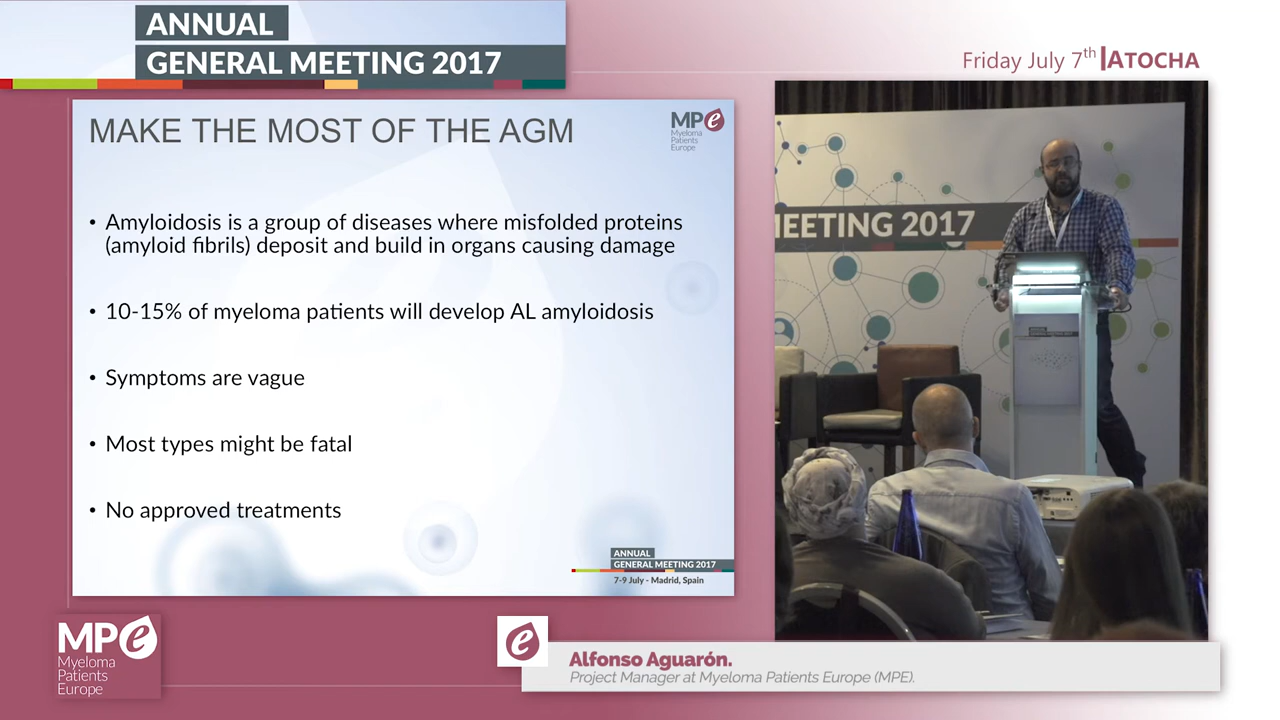 ANNUAL
GENERAL MEETING 2017
Friday July 7th | ATOCHA
MAKE THE MOST OF THE AGM
MPe
Myeloma
Patients
Europe
• Amyloidosis is a group of diseases where misfolded proteins
(amyloid fibrils) deposit and build in organs causing damage
• 10-15% of myeloma patients will develop AL amyloidosis
• Symptoms are vague
• Most types might be fatal
• No approved treatments
ANNUAL
GENERAL MEETING 2017
7-9 July - Madrid, Spain
MEETING 2017
MPe
Myeloma
Patients
Europe
e
Alfonso Aguarón.
Project Manager at Myeloma Patients Europe (MPE).